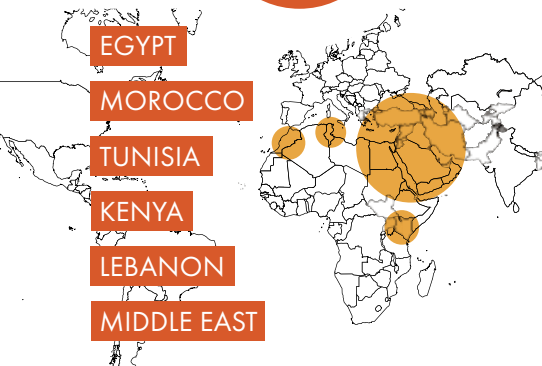 EGYPT
MOROCCO
TUNISIA
KENYA
LEBANON
MIDDLE EAST